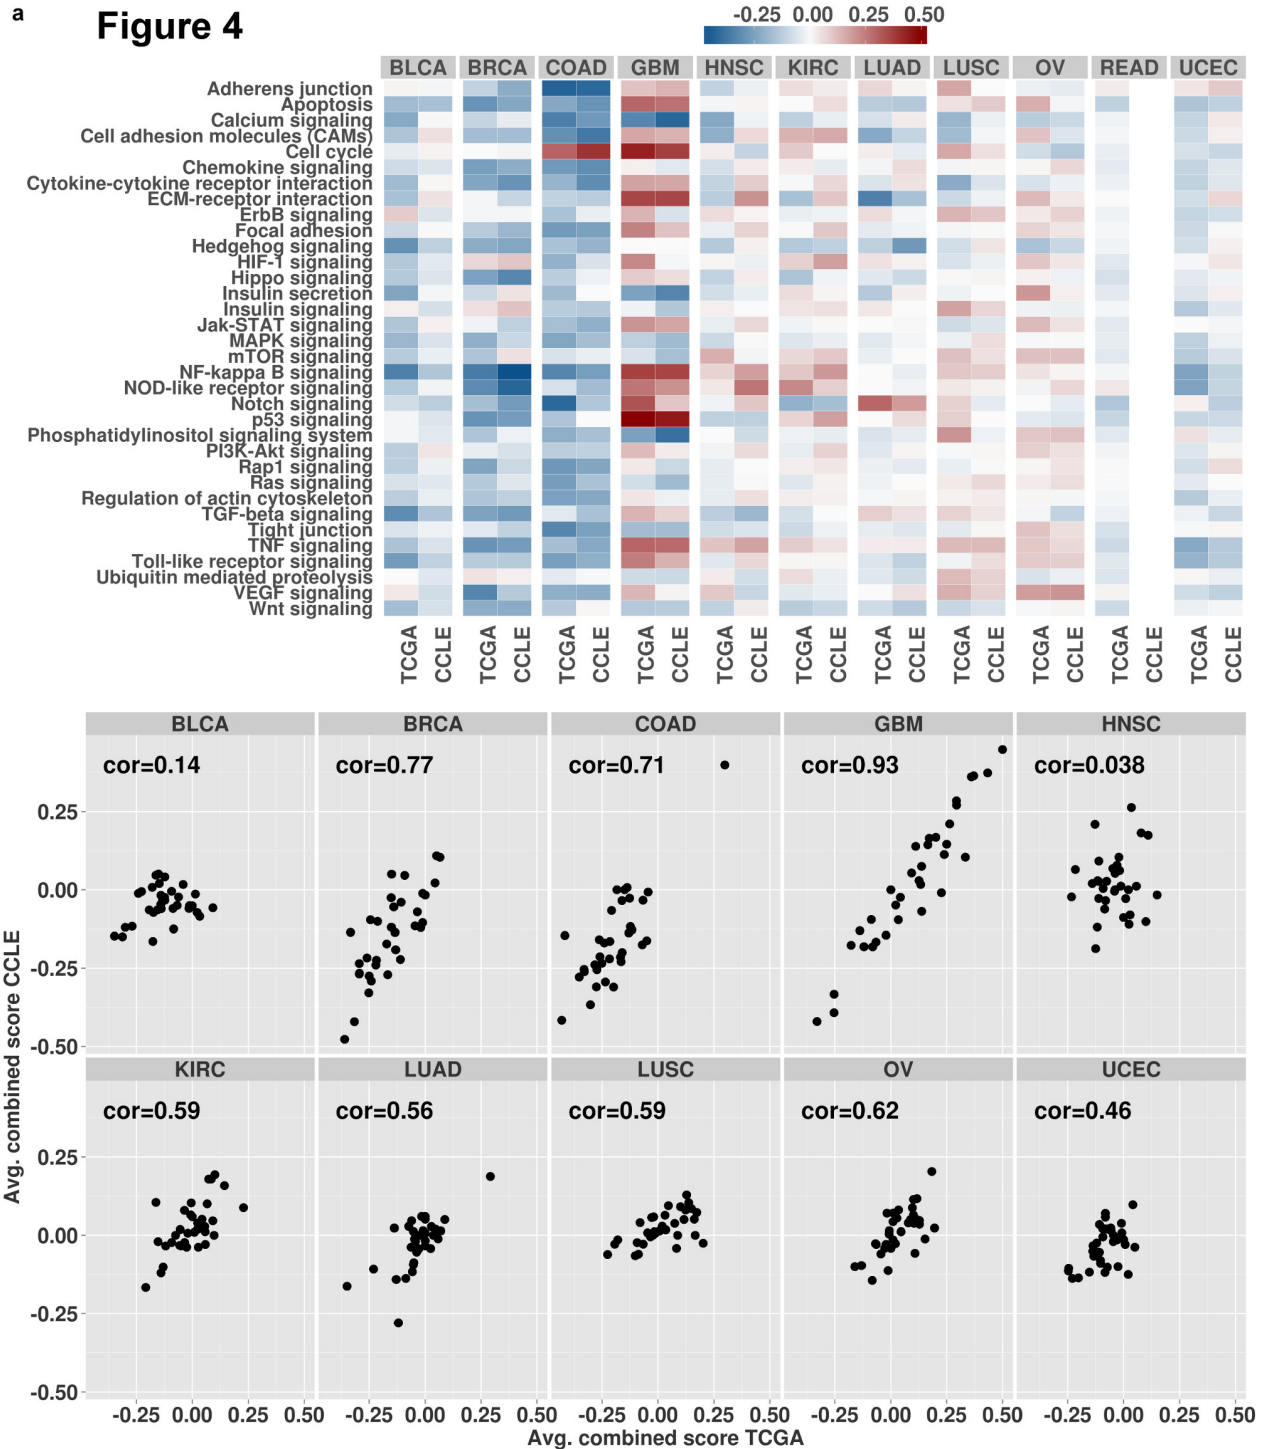 a
Figure 4
-0.25 0.00 0.25 0.50
BLCA BRCA COAD GBM HNSC KIRC LUAD LUSC OV READ UCEC
Adherens junction
Apoptosis
Calcium signaling
Cell adhesion molecules (CAMs)
Cell cycle
Chemokine signaling
Cytokine-cytokine receptor interaction
ECM-receptor interaction
ErbB signaling
Focal adhesion
Hedgehog signaling
HIF-1 signaling
Hippo signaling
Insulin secretion
Insulin signaling
Jak-STAT signaling
MAPK signaling
mTOR signaling
NF-kappa B signaling
NOD-like receptor signaling
Notch signaling
p53 signaling
Phosphatidylinositol signaling system
PI3K-Akt signaling
Rap1 signaling
Ras signaling
Regulation of actin cytoskeleton
TGF-beta signaling
Tight junction
TNF signaling
Toll-like receptor signaling
Ubiquitin mediated proteolysis
VEGF signaling
Wnt signaling
TCGA CCLE TCGA CCLE TCGA CCLE TCGA CCLE TCGA CCLE TCGA CCLE TCGA CCLE TCGA CCLE TCGA CCLE TCGA CCLE TCGA CCLE
BLCA BRCA COAD GBM HNSC
cor=0.14 cor=0.77 cor=0.71 cor=0.93 cor=0.038
0.25
0.00
-0.25
-0.50
KIRC LUAD LUSC OV UCEC
cor=0.59 cor=0.56 cor=0.59 cor=0.62 cor=0.46
0.25
0.00
-0.25
-0.50
Avg. combined score CCLE
-0.25 0.00 0.25 0.50 -0.25 0.00 0.25 0.50 -0.25 0.00 0.25 0.50 -0.25 0.00 0.25 0.50 -0.25 0.00 0.25 0.50
Avg. combined score TCGA